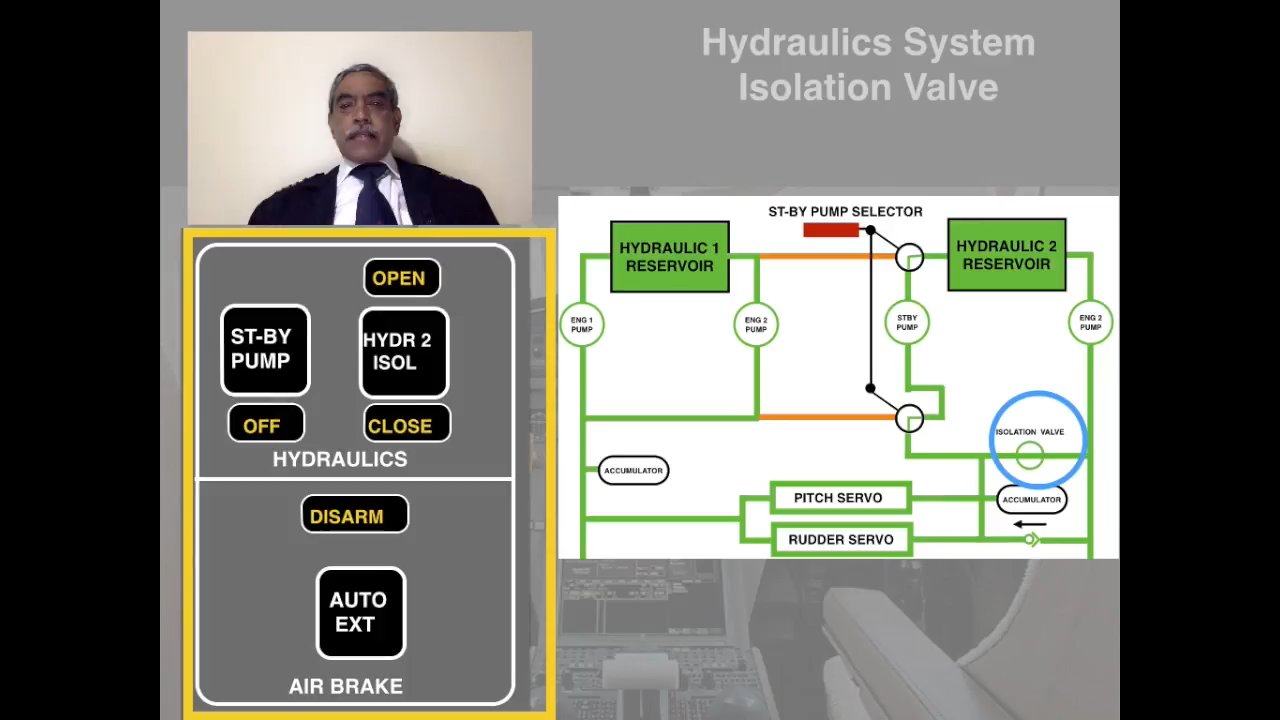 Hydraulics System
Isolation Valve
OPEN
ST-BY
PUMP
HYDR 2
ISOL
OFF
CLOSE
HYDRAULICS
DISARM
AUTO
EXT
AIR BRAKE
ST-BY PUMP SELECTOR
HYDRAULIC 1
RESERVOIR
HYDRAULIC 2
RESERVOIR
ENG 1
PUMP
ENG 2
PUMP
STBY
PUMP
ENG 2
PUMP
ISOLATION VALVE
ACCUMULATOR
PITCH SERVO
ACCUMULATOR
RUDDER SERVO